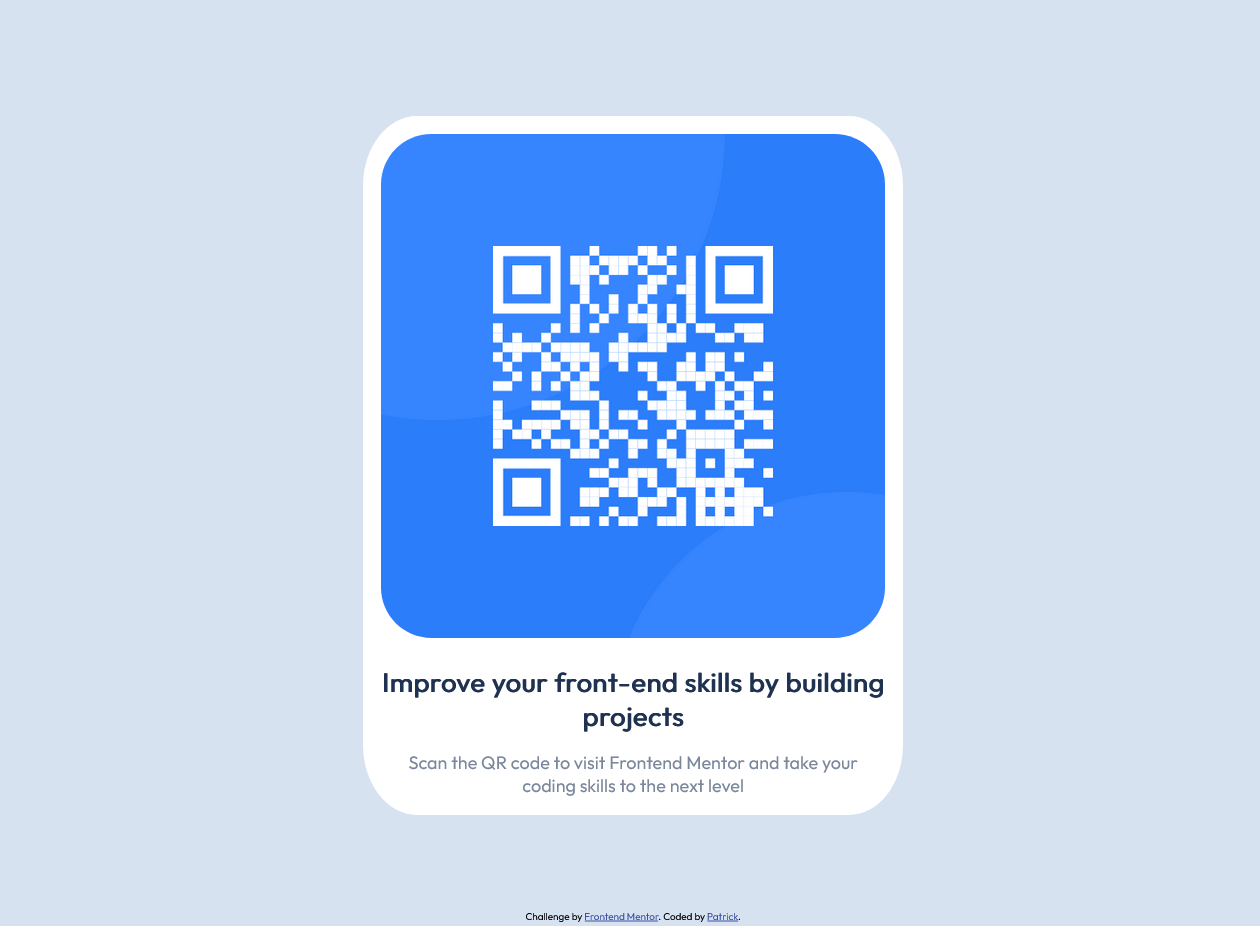 Improve your front-end skills by building
projects
Scan the QR code to visit Frontend Mentor and take your
coding skills to the next level
Challenge by Frontend Mentor. Coded by Patrick.